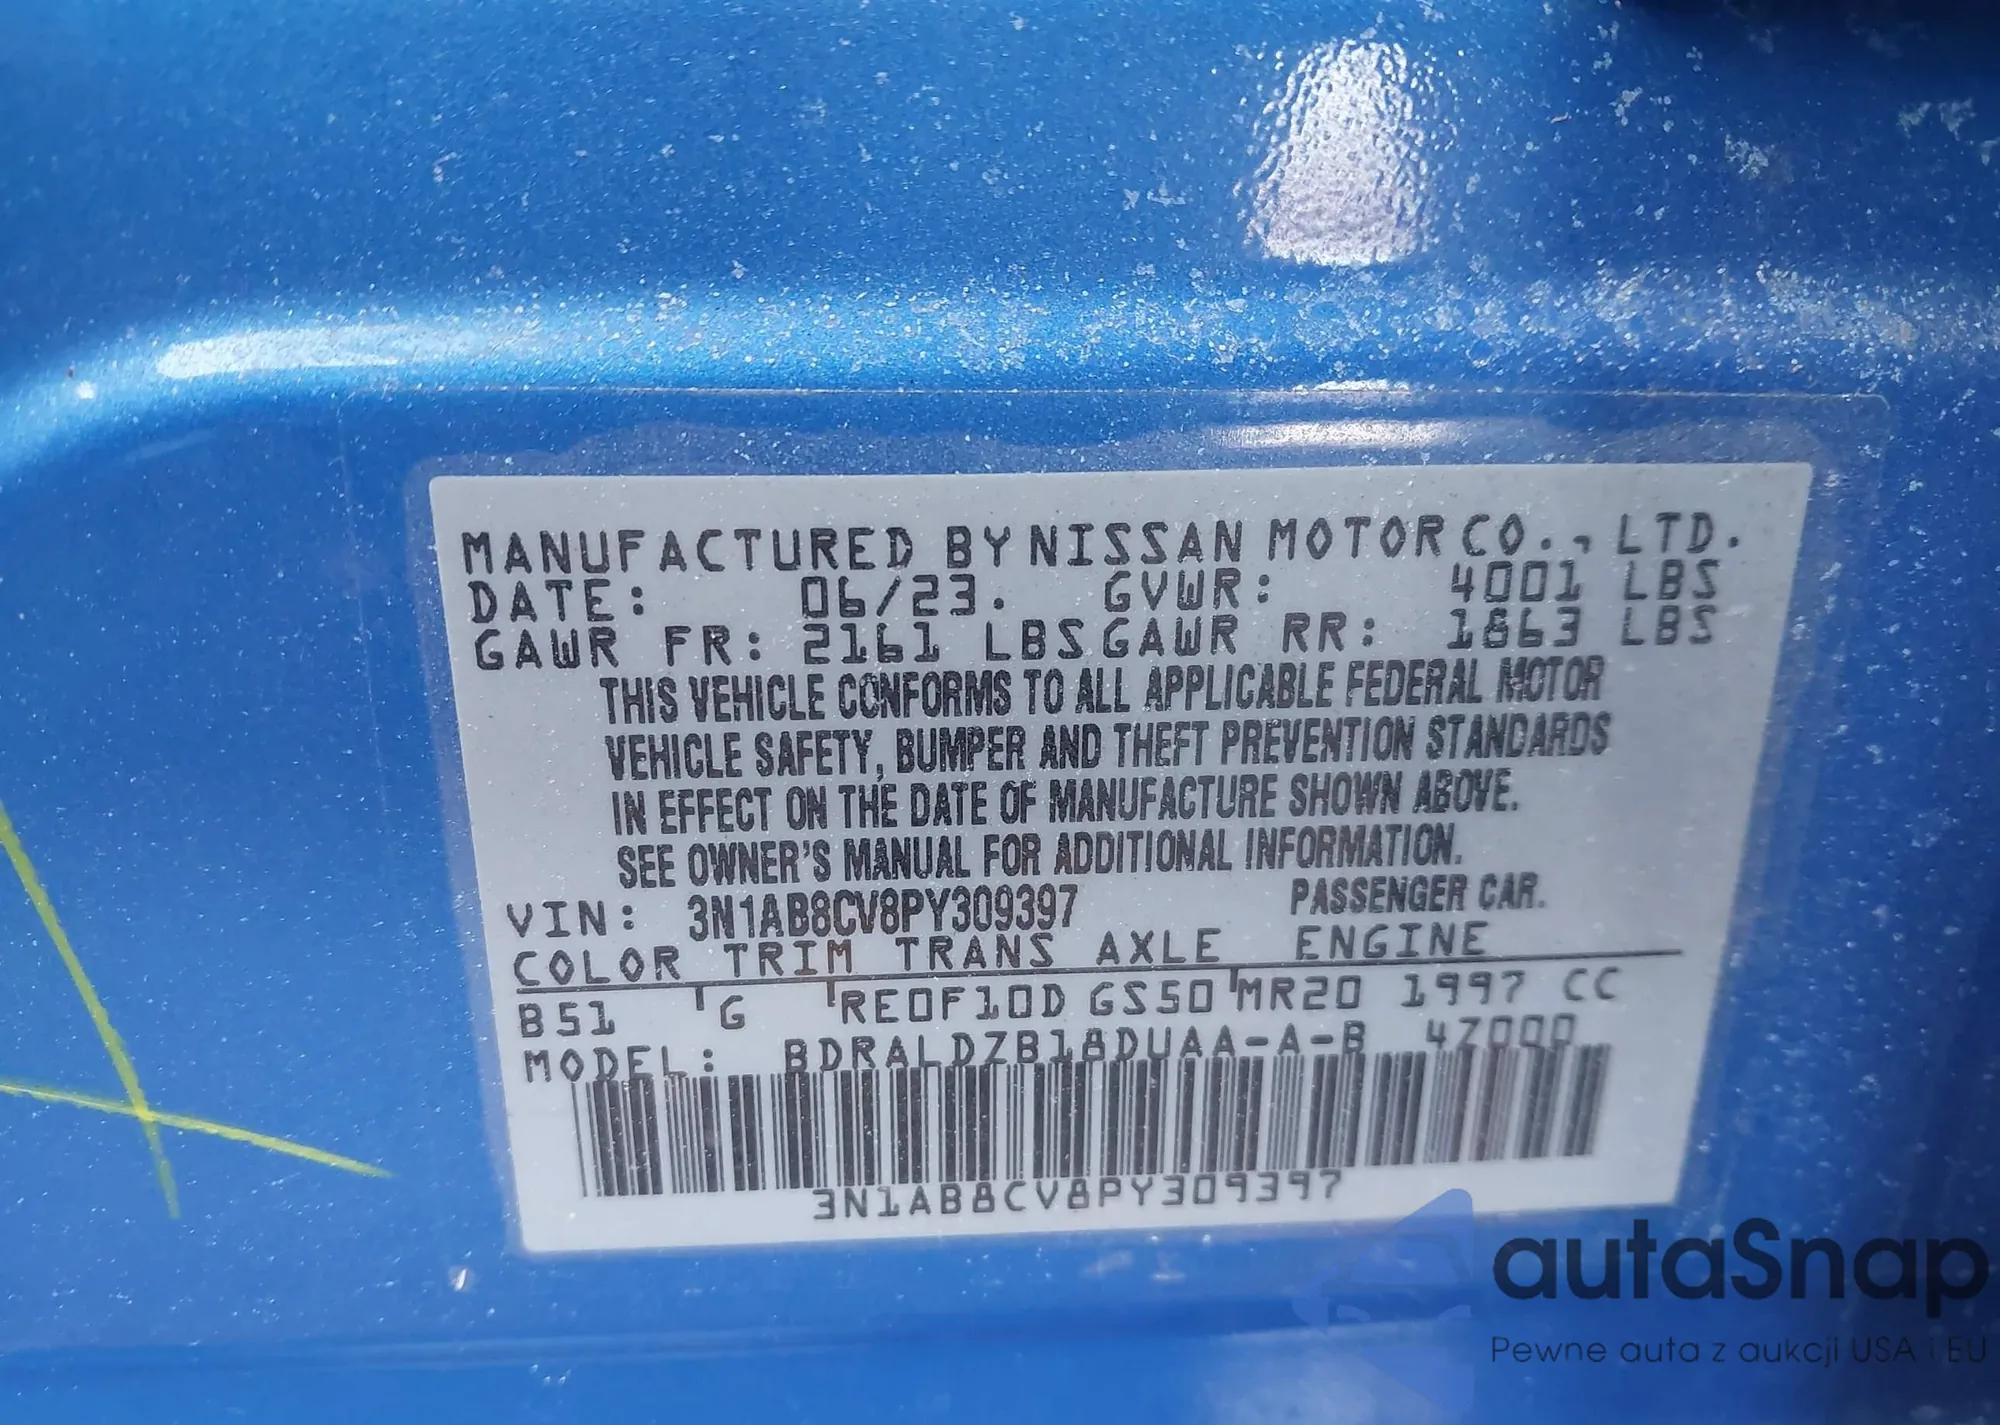 MANUFACTURED BY NISSAN MOTOR CO., LTD.
DATE: 06/23. GVWR: 4001 LBS
GAWR FR: 2161 LBS GAWR RR: 1863 LBS
THIS VEHICLE CONFORMS TO ALL APPLICABLE FEDERAL MOTOR
VEHICLE SAFETY, BUMPER AND THEFT PREVENTION STANDARDS
IN EFFECT ON THE DATE OF MANUFACTURE SHOWN ABOVE.
SEE OWNER'S MANUAL FOR ADDITIONAL INFORMATION.
VIN: 3N1AB8CV8PY309397 PASSENGER CAR.
COLOR TRIM TRANS AXLE ENGINE
B51 G RE0F10D GS50 MR20 1997 CC
MODEL: BDRALDZB18DUAA-A-B 4Z000
3N1AB8CV8PY309397
autaSnap
Pewne auta z aukcji USA i EU